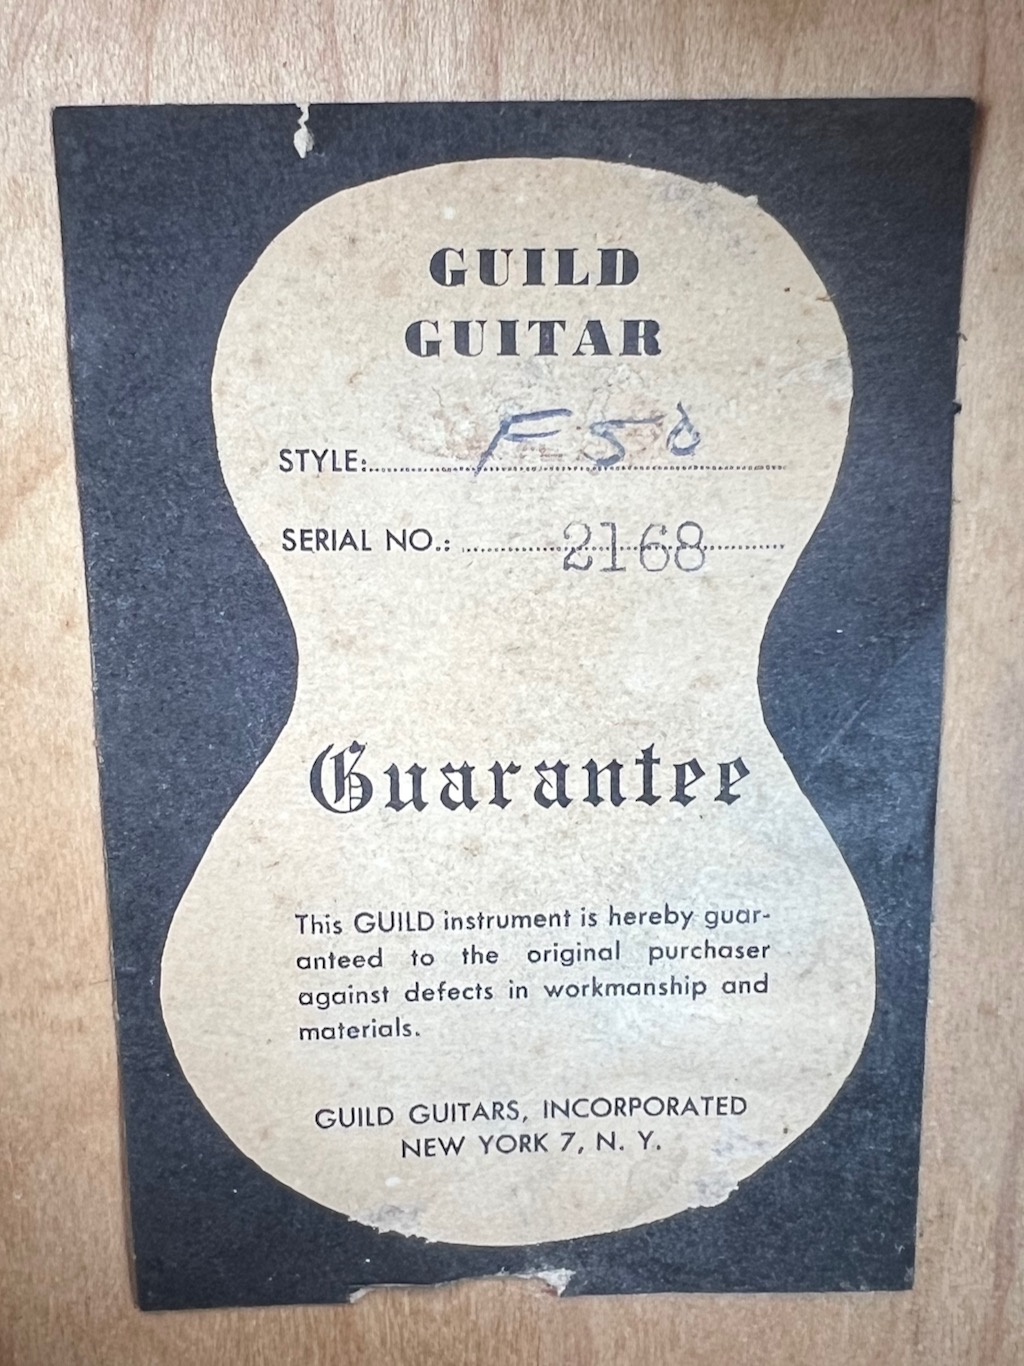 GUILD
GUITAR
STYLE: F50
SERIAL NO.: 2168
Guarantee
This GUILD instrument is hereby guar-
anteed to the original purchaser
against defects in workmanship and
materials.
GUILD GUITARS, INCORPORATED
NEW YORK 7, N. Y.